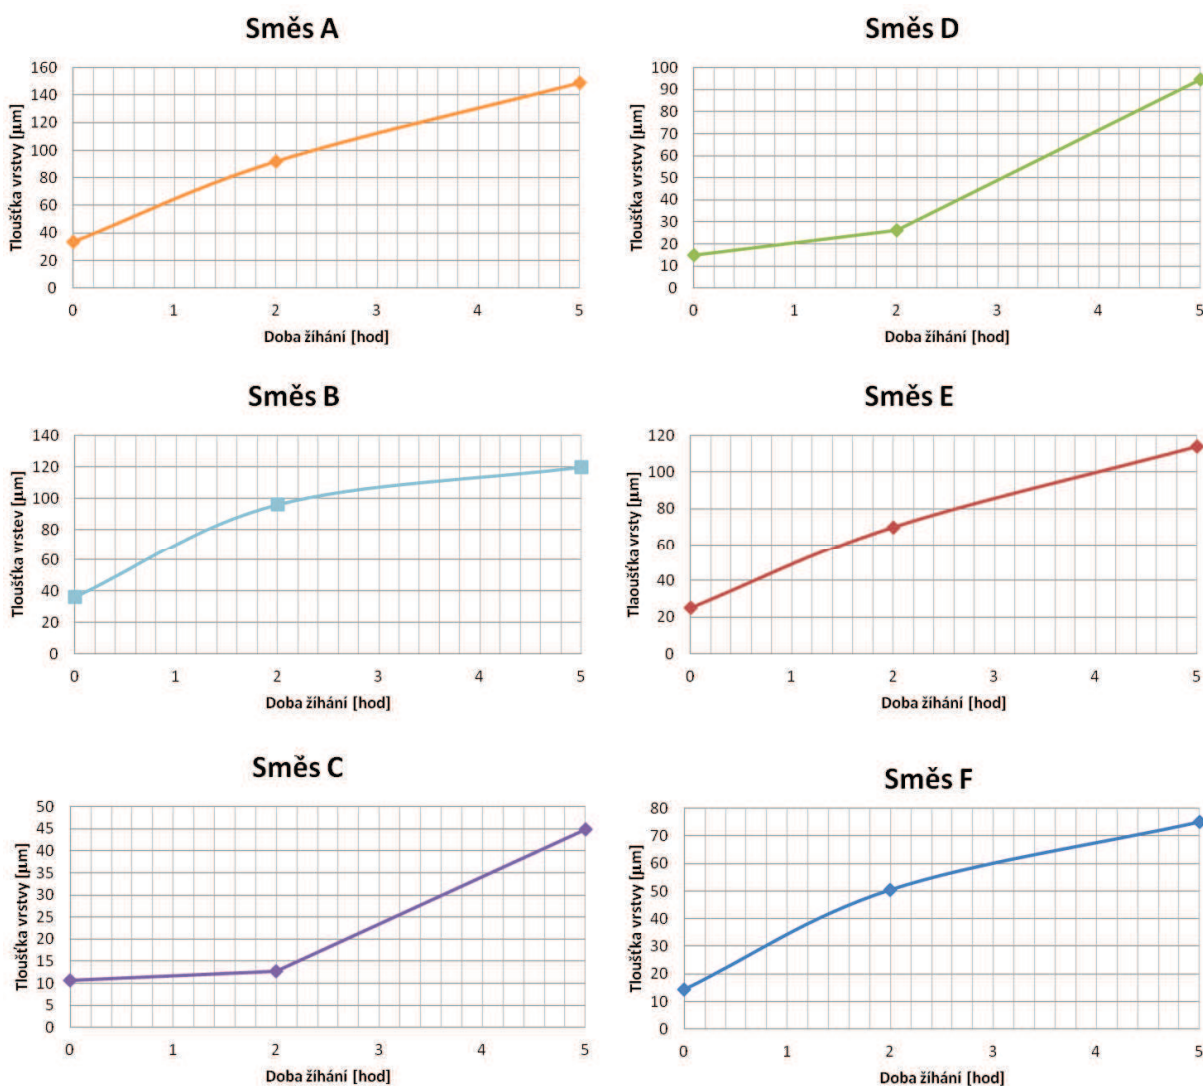 Směs A
Tloušťka vrstvy [µm]
160
140
120
100
80
60
40
20
0
0 1 2 3 4 5
Doba žíhání [hod]
Směs D
Tloušťka vrstvy [µm]
100
90
80
70
60
50
40
30
20
10
0
0 1 2 3 4 5
Doba žíhání [hod]
Směs B
Tloušťka vrstev [µm]
140
120
100
80
60
40
20
0
0 1 2 3 4 5
Doba žíhání [hod]
Směs E
Tlaoušťka vrsty [µm]
120
100
80
60
40
20
0
0 1 2 3 4 5
Doba žíhání [hod]
Směs C
Tloušťka vrstvy [µm]
50
45
40
35
30
25
20
15
10
5
0
0 1 2 3 4 5
Doba žíhání [hod]
Směs F
Tloušťka vrstvy [µm]
80
70
60
50
40
30
20
10
0
0 1 2 3 4 5
Doba žíhání [hod]